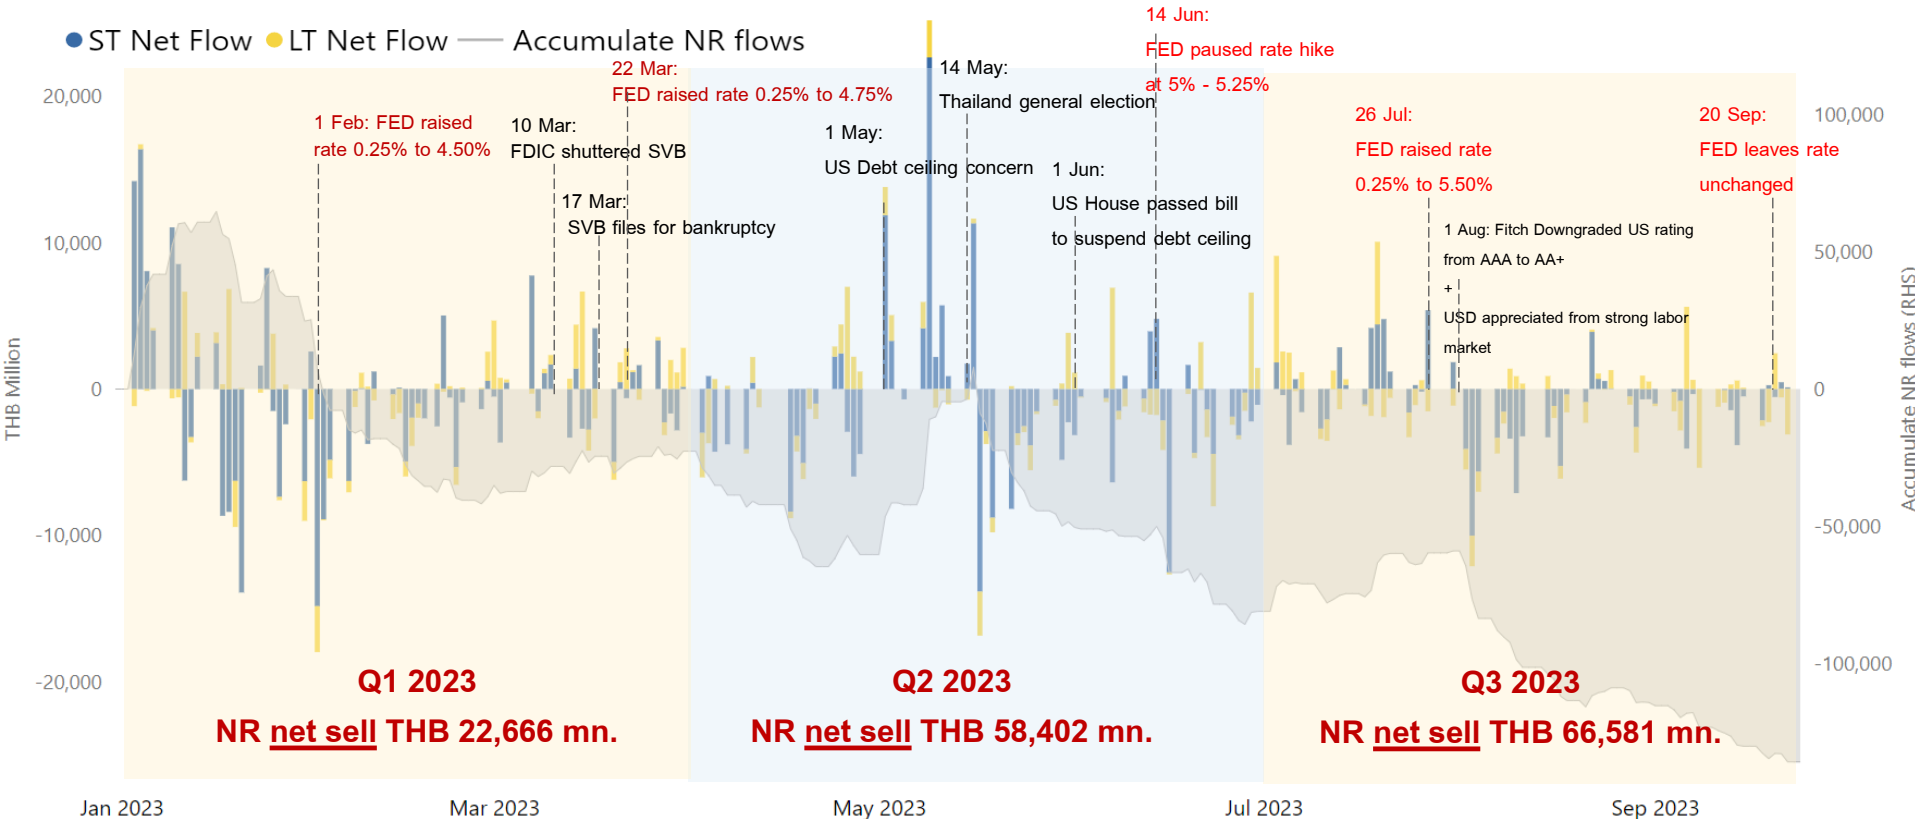 ST Net Flow LT Net Flow Accumulate NR flows
14 Jun:
FED paused rate hike
at 5% - 5.25%
22 Mar:
FED raised rate 0.25% to 4.75%
14 May:
Thailand general election
1 Feb: FED raised
rate 0.25% to 4.50%
10 Mar:
FDIC shuttered SVB
1 May:
US Debt ceiling concern
26 Jul:
FED raised rate
0.25% to 5.50%
20 Sep:
FED leaves rate
unchanged
17 Mar:
SVB files for bankruptcy
1 Jun:
US House passed bill
to suspend debt ceiling
1 Aug: Fitch Downgraded US rating
from AAA to AA+
+
USD appreciated from strong labor
market
THB Million
20,000
10,000
0
-10,000
-20,000
100,000
50,000
0
-50,000
-100,000
Accumulate NR flows (RHS)
Q1 2023
NR net sell THB 22,666 mn.
Q2 2023
NR net sell THB 58,402 mn.
Q3 2023
NR net sell THB 66,581 mn.
Jan 2023
Mar 2023
May 2023
Jul 2023
Sep 2023